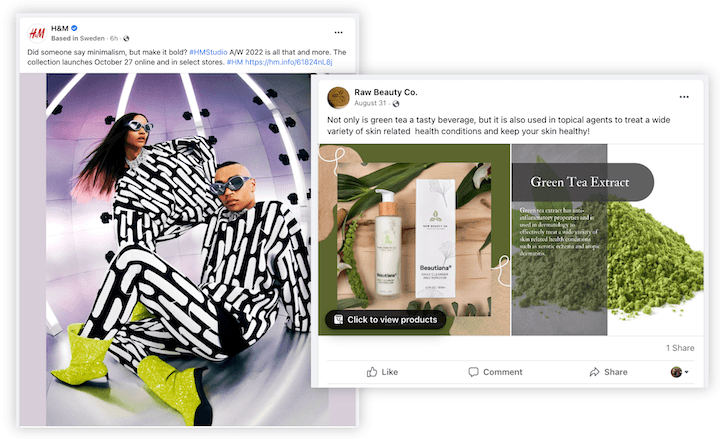 H&M
H&M
Based in Sweden · 6h ·
Did someone say minimalism, but make it bold? #HMStudio A/W 2022 is all that and more. The
collection launches October 27 online and in select stores. #HM https://hm.info/61824nL8j
Raw Beauty Co.
August 31 ·
Not only is green tea a tasty beverage, but it is also used in topical agents to treat a wide
variety of skin related health conditions and keep your skin healthy!
RAW BEAUTY CO
Beautiana®
Beautiana®
DAILY CLEANSER
Click to view products
Green Tea Extract
Green tea extract has anti-
inflammatory properties and is
used in dermatology to
effectively treat a wide variety of
skin related health conditions
such as
and atopic
dermatitis.
1 Share
Like
Comment
Share